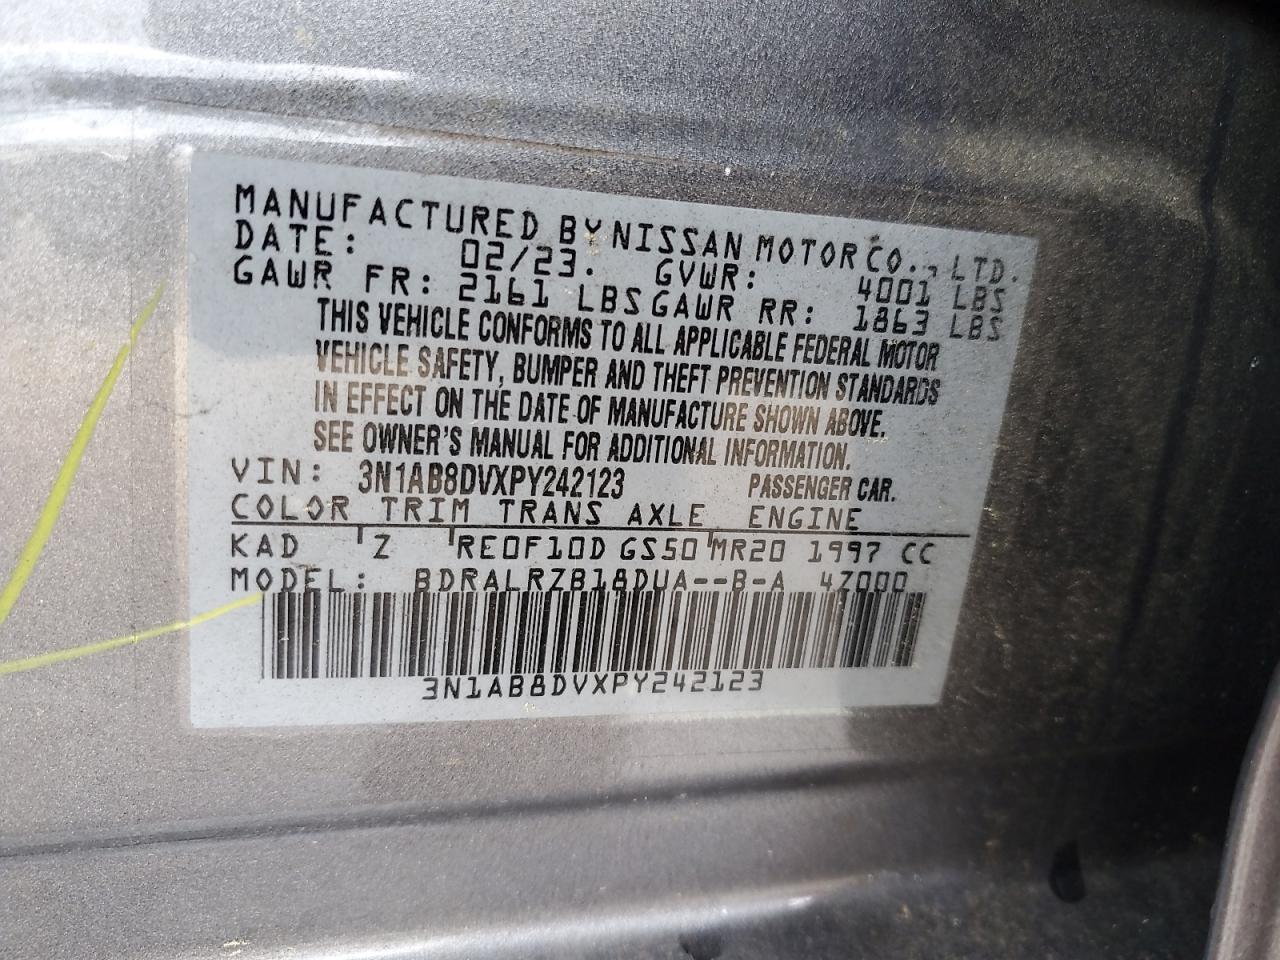 MANUFACTURED BY NISSAN MOTOR CO., LTD.
DATE: 02/23. GVWR: 4001 LBS
GAWR FR: 2161 LBS GAWR RR: 1863 LBS
THIS VEHICLE CONFORMS TO ALL APPLICABLE FEDERAL MOTOR
VEHICLE SAFETY, BUMPER AND THEFT PREVENTION STANDARDS
IN EFFECT ON THE DATE OF MANUFACTURE SHOWN ABOVE.
SEE OWNER'S MANUAL FOR ADDITIONAL INFORMATION.
VIN: 3N1AB8DVXPY242123 PASSENGER CAR.
COLOR TRIM TRANS AXLE ENGINE
KAD Z RE0F10D GS50 MR20 1997 CC
MODEL: BDRALRZB18DUA--B-A 4Z000
3N1AB8DVXPY242123